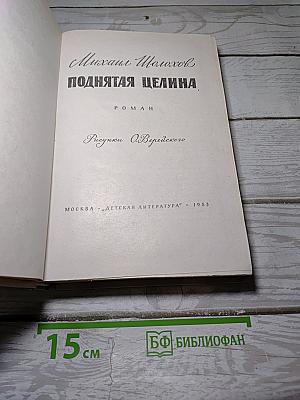 Михаил Шолохов
ПОДНЯТАЯ ЦЕЛИНА
РОМАН
Рисунки О. Верейского
МОСКВА - „ДЕТСКАЯ ЛИТЕРАТУРА" - 1983
15 см
БФ БИБЛИОФАН